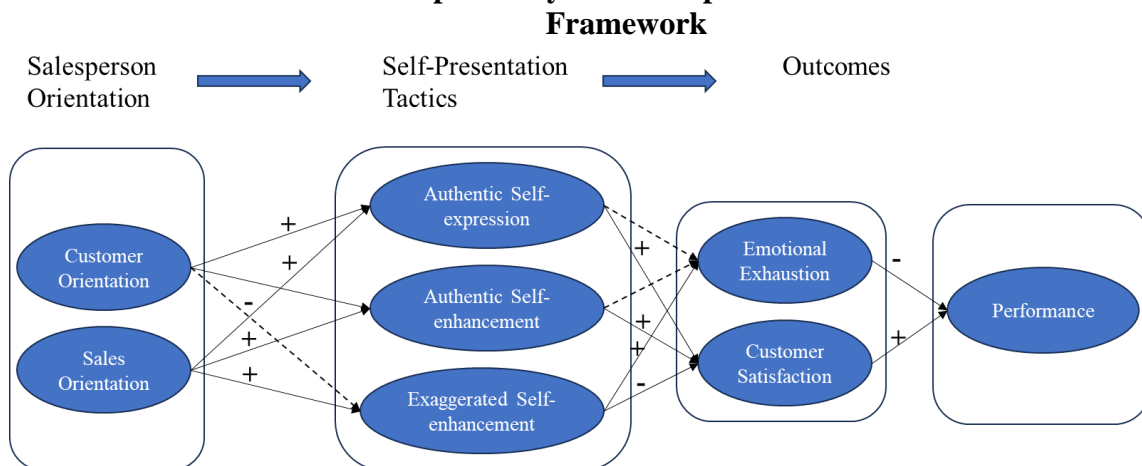 Framework
Salesperson
Orientation
Self-Presentation
Tactics
Outcomes
Customer
Orientation
Sales
Orientation
Authentic Self-
expression
Authentic Self-
enhancement
Exaggerated Self-
enhancement
Emotional
Exhaustion
Customer
Satisfaction
Performance
+
+
-
+
+
+
+
+
-
-
+